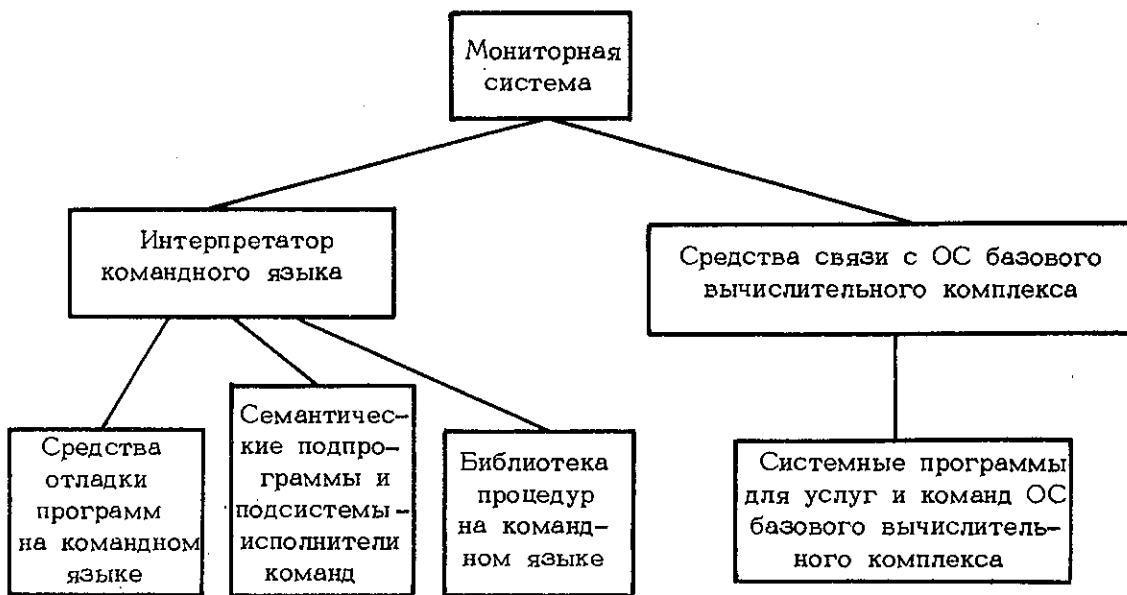 Мониторная
система
Интерпретатор
командного языка
Средства связи с ОС базового
вычислительного комплекса
Средства
отладки
программ
на командном
языке
Семантичес-
кие подпро-
граммы и
подсистемы-
исполнители
команд
Библиотека
процедур
на команд-
ном языке
Системные программы
для услуг и команд ОС
базового вычислитель-
ного комплекса